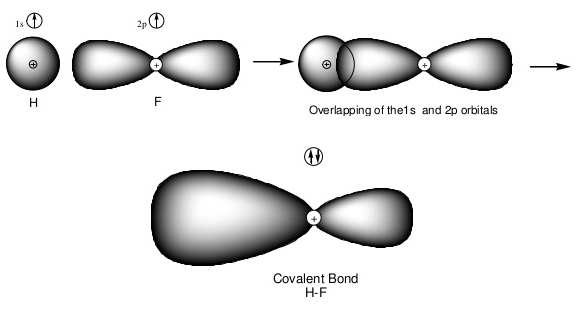 1s
2p
H
F
Overlapping of the1s and 2p orbitals
Covalent Bond
H-F